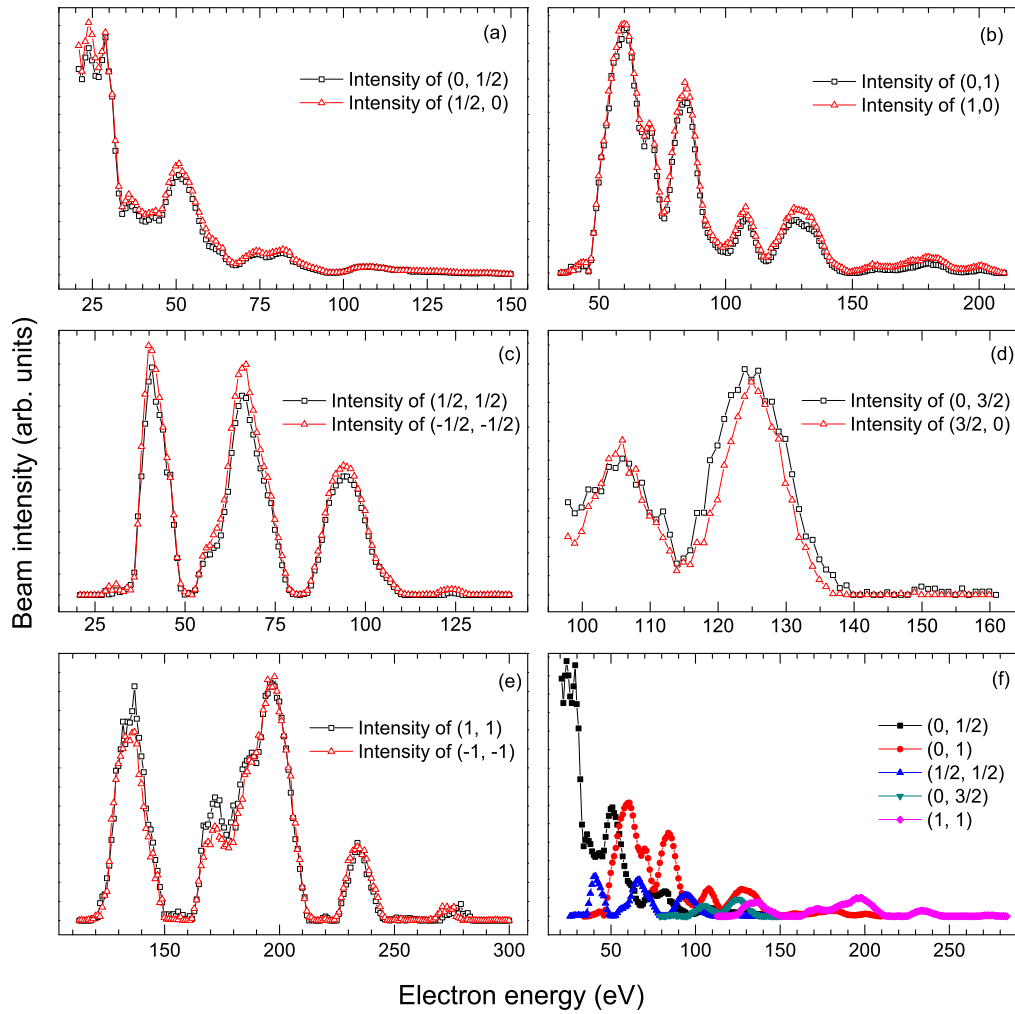 (a)
Intensity of (0, 1/2)
Intensity of (1/2, 0)
25 50 75 100 125 150
(b)
Intensity of (0,1)
Intensity of (1,0)
50 100 150 200
(c)
Intensity of (1/2, 1/2)
Intensity of (-1/2, -1/2)
25 50 75 100 125
(d)
Intensity of (0, 3/2)
Intensity of (3/2, 0)
100 110 120 130 140 150 160
(e)
Intensity of (1, 1)
Intensity of (-1, -1)
150 200 250 300
(f)
(0, 1/2)
(0, 1)
(1/2, 1/2)
(0, 3/2)
(1, 1)
50 100 150 200 250
Beam intensity (arb. units)
Electron energy (eV)